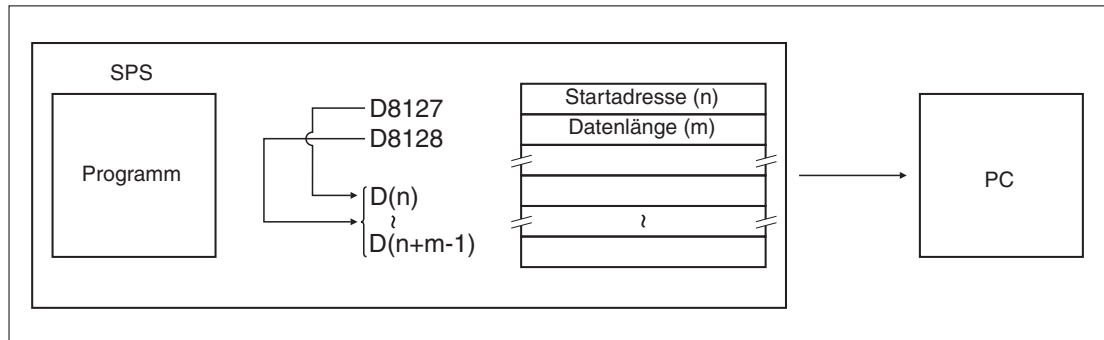 SPS
Programm
D8127
D8128
D(n)
~
D(n+m-1)
Startadresse (n)
Datenlänge (m)
~
PC